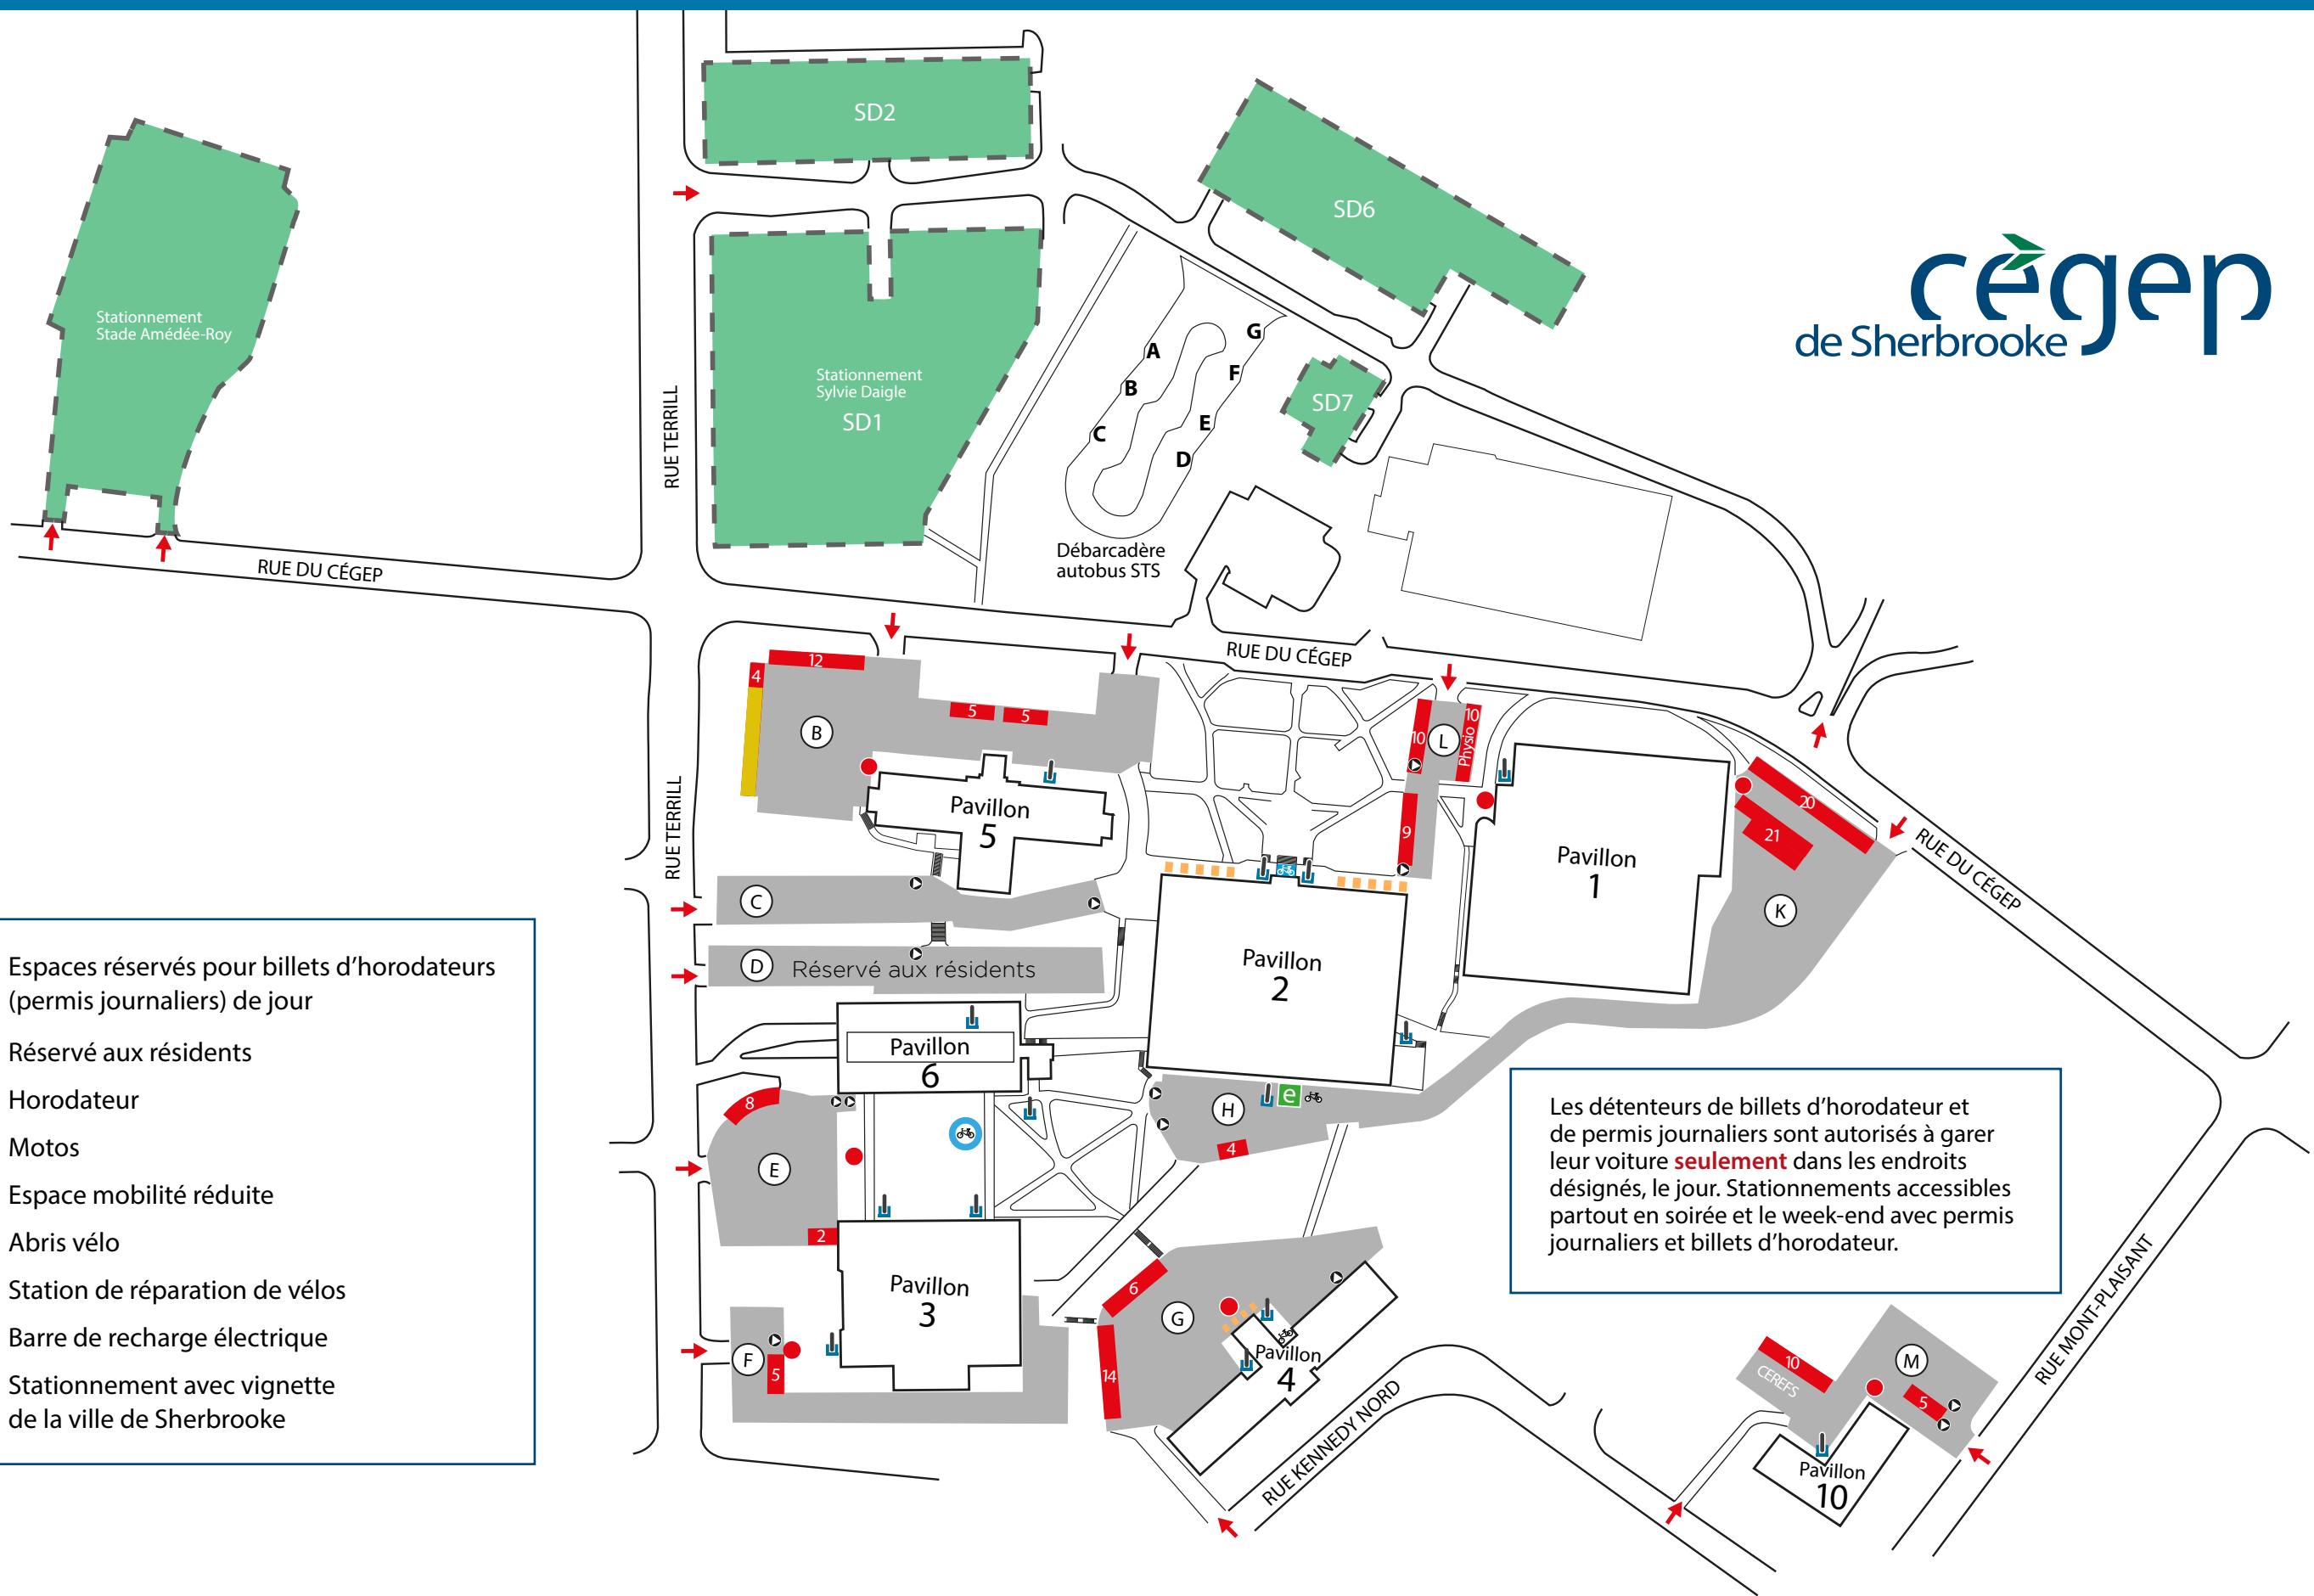 SD2
SD6
cégep
de Sherbrooke
Stationnement
Stade Amédée-Roy
Stationnement
Sylvie Daigle
SD1
SD7
A
B
C
G
F
E
D
RUE TERRILL
Débarcadère
autobus STS
RUE DU CÉGEP
RUE DU CÉGEP
12
4
5
5
B
10
L
10
Physio
9
20
21
K
RUE DU CÉGEP
RUE TERRILL
Pavillon
5
Pavillon
1
C
D
Réservé aux résidents
Pavillon
2
Pavillon
6
8
E
2
H
e
4
Pavillon
3
F
5
6
G
14
Pavillon
4
RUE KENNEDY NORD
RUE MONT-PLAISANT
10
CEREFS
M
5
Pavillon
10
Espaces réservés pour billets d’horodateurs
(permis journaliers) de jour
Réservé aux résidents
Horodateur
Motos
Espace mobilité réduite
Abris vélo
Station de réparation de vélos
Barre de recharge électrique
Stationnement avec vignette
de la ville de Sherbrooke
Les détenteurs de billets d’horodateur et
de permis journaliers sont autorisés à garer
leur voiture seulement dans les endroits
désignés, le jour. Stationnements accessibles
partout en soirée et le week-end avec permis
journaliers et billets d’horodateur.